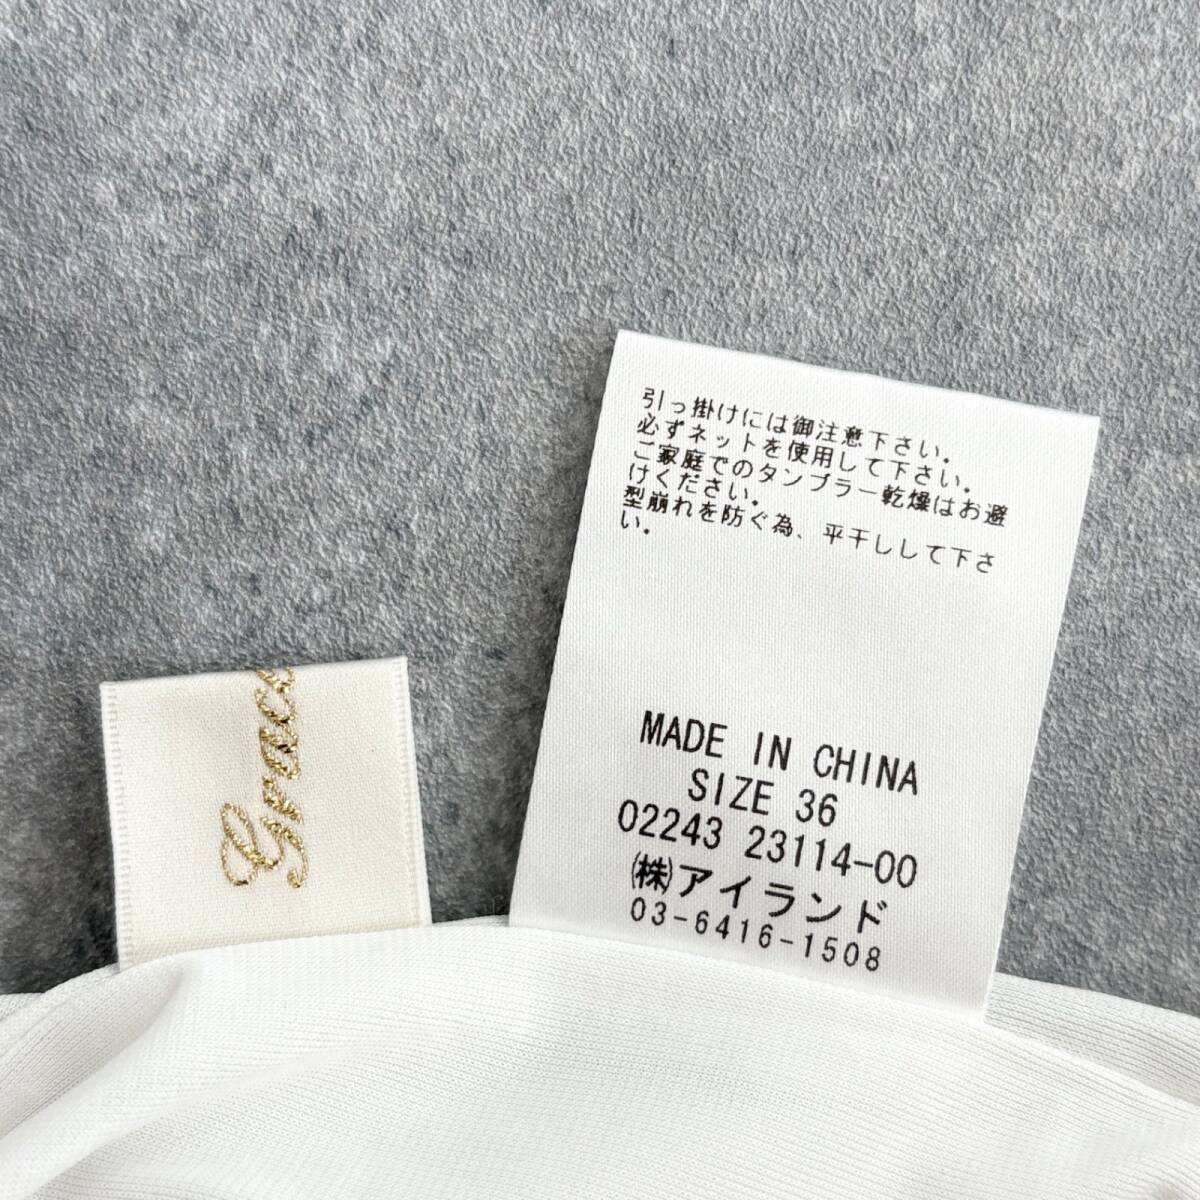 引っ掛けには御注意下さい。
必ずネットを使用して下さい。
ご家庭でのタンブラー乾燥はお避
けください。
型崩れを防ぐ為、平干しして下さ
い。
MADE IN CHINA
SIZE 36
02243 23114-00
㈱アイランド
03-6416-1508
Grace